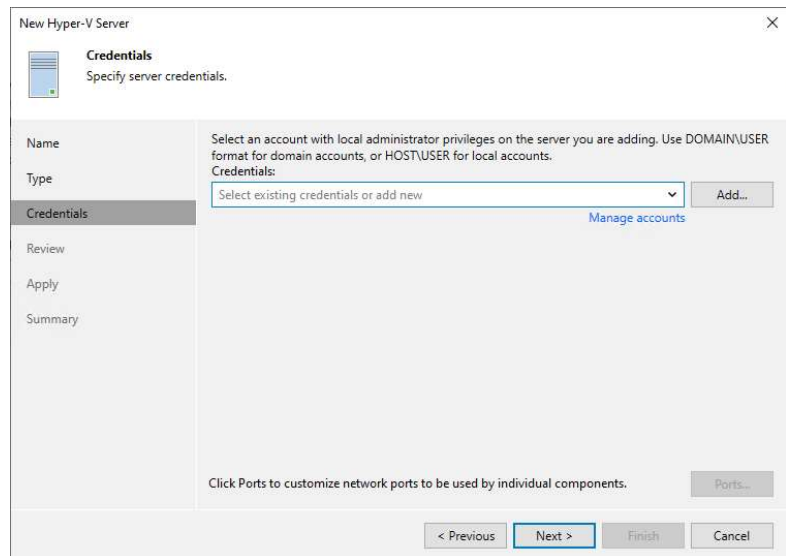 New Hyper-V Server
Credentials
Specify server credentials.
Name
Type
Credentials
Review
Apply
Summary
Select an account with local administrator privileges on the server you are adding. Use DOMAIN\USER
format for domain accounts, or HOST\USER for local accounts.
Credentials:
Select existing credentials or add new
Add...
Manage accounts
Click Ports to customize network ports to be used by individual components.
Ports...
< Previous
Next >
Finish
Cancel